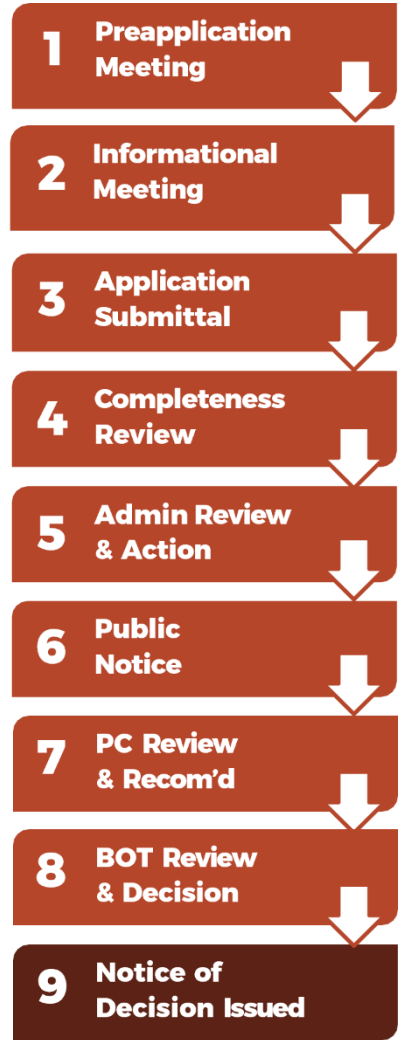 1
Preapplication
Meeting
2
Informational
Meeting
3
Application
Submittal
4
Completeness
Review
5
Admin Review
& Action
6
Public
Notice
7
PC Review
& Recom’d
8
BOT Review
& Decision
9
Notice of
Decision Issued